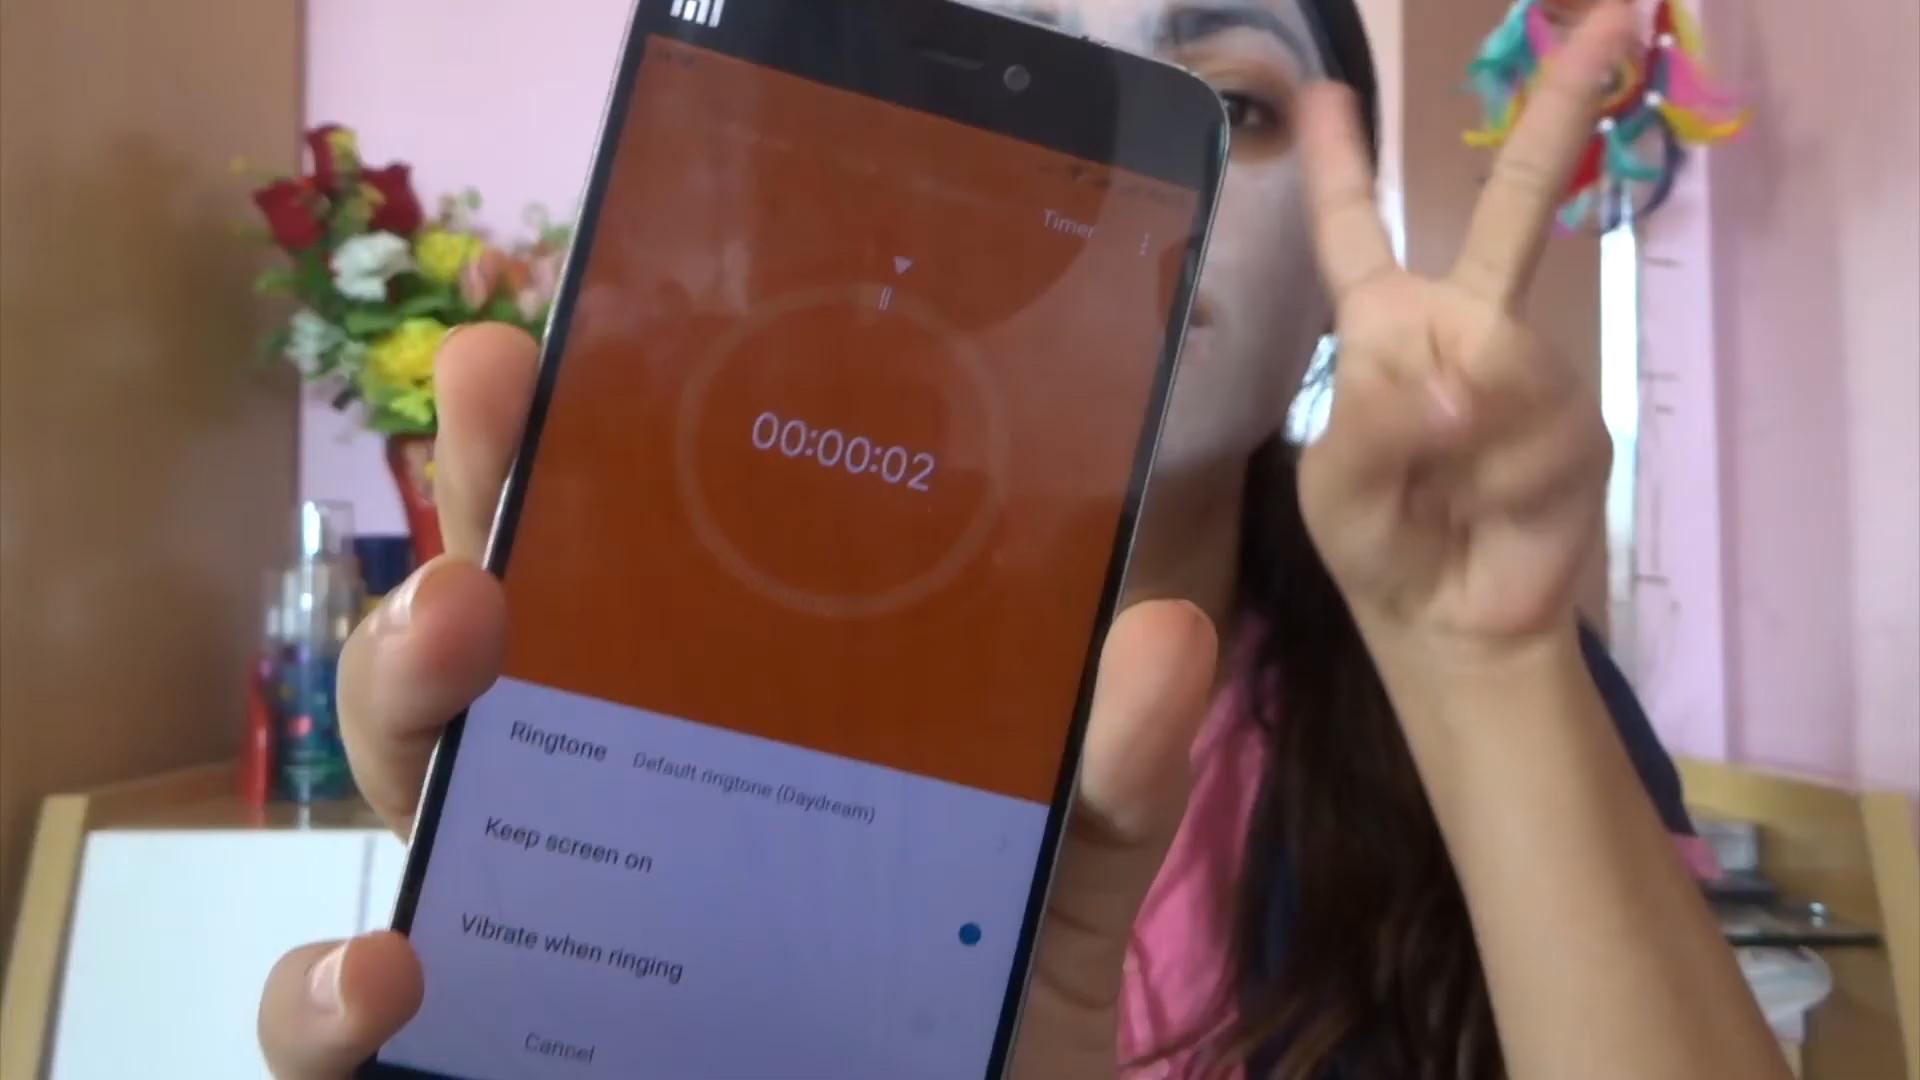 mi
Timer
00:00:02
Ringtone Default ringtone (Daydream)
Keep screen on
Vibrate when ringing
Cancel